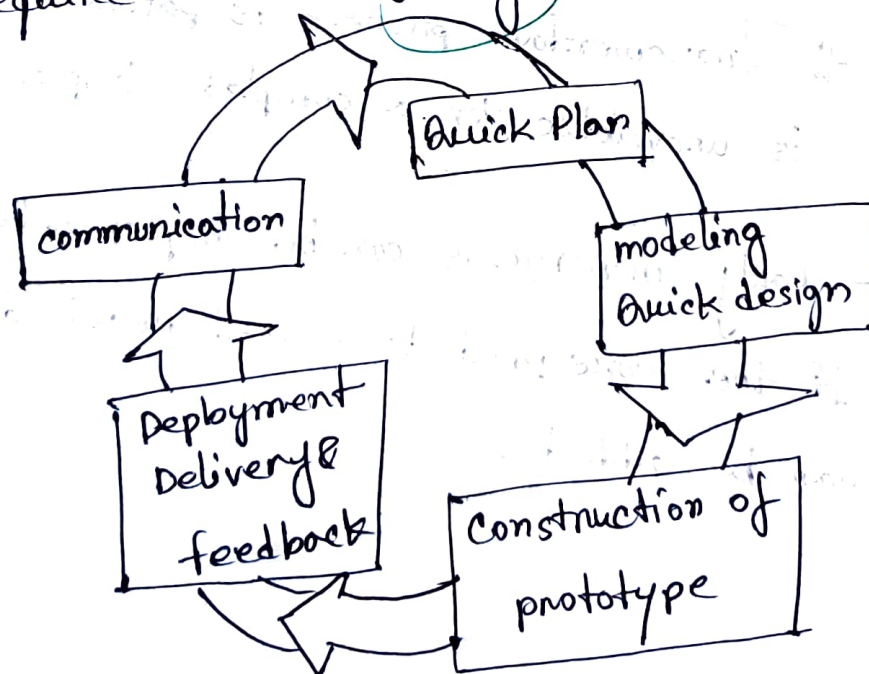 Quick Plan
communication
modeling
Quick design
Deployment
Delivery &
feedback
Construction of
prototype